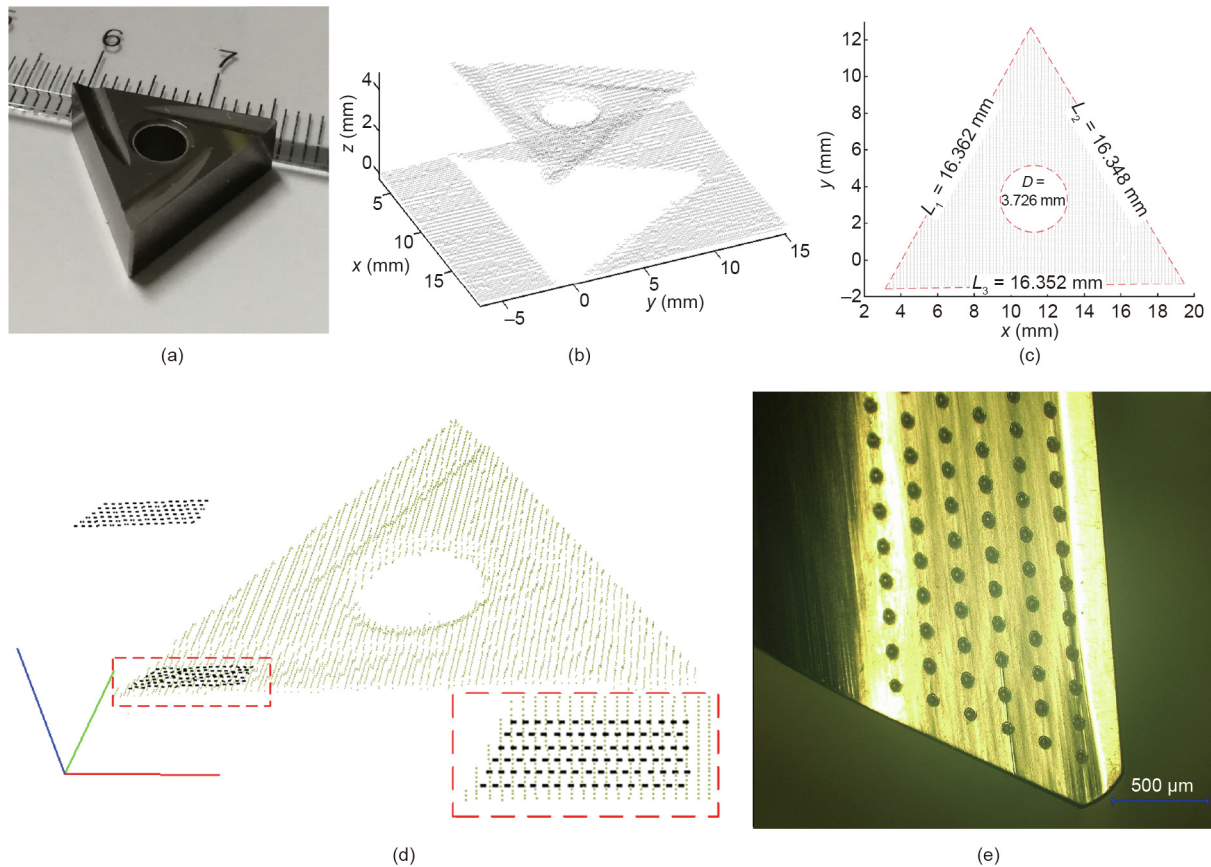 5 6 7
(a)
4
2
0
z (mm)
5
10
15
x (mm)
–5
0
5
10
15
y (mm)
(b)
12
10
8
6
4
2
0
–2
y (mm)
L1 = 16.362 mm
L2 = 16.348 mm
D =
3.726 mm
L3 = 16.352 mm
2 4 6 8 10 12 14 16 18 20
x (mm)
(c)
(d)
500 μm
(e)